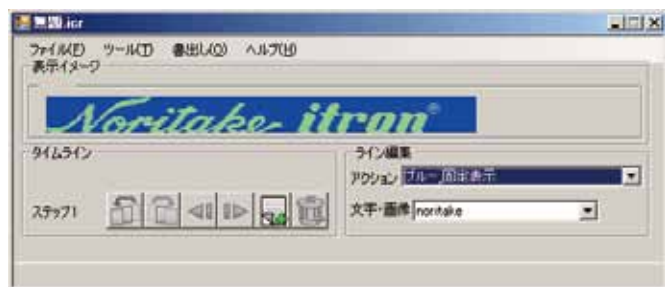 無題.icr
ファイル(F) ツール(T) 書出し(O) ヘルプ(H)
表示イメージ
Noritake itron®
タイムライン
ライン編集
アクション ブルー,固定表示
ステップ1
文字・画像 noritake